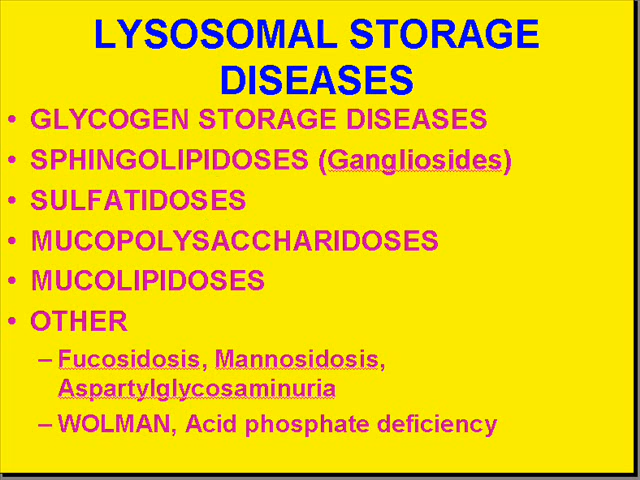 LYSOSOMAL STORAGE
DISEASES
• GLYCOGEN STORAGE DISEASES
• SPHINGOLIPIDOSES (Gangliosides)
• SULFATIDOSES
• MUCOPOLYSACCHARIDOSES
• MUCOLIPIDOSES
• OTHER
– Fucosidosis, Mannosidosis,
Aspartylglycosaminuria
– WOLMAN, Acid phosphate deficiency